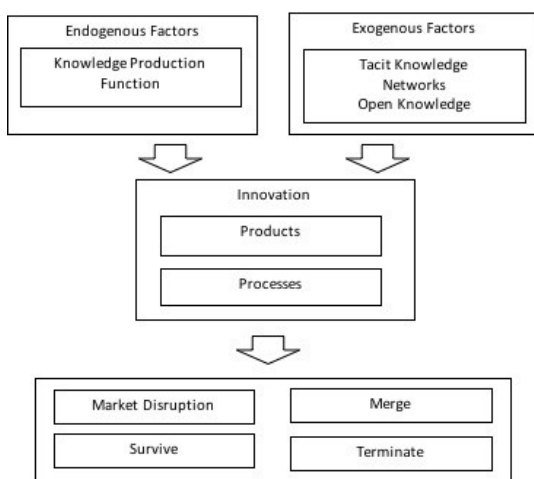 Endogenous Factors
Knowledge Production
Function
Exogenous Factors
Tacit Knowledge
Networks
Open Knowledge
Innovation
Products
Processes
Market Disruption
Merge
Survive
Terminate